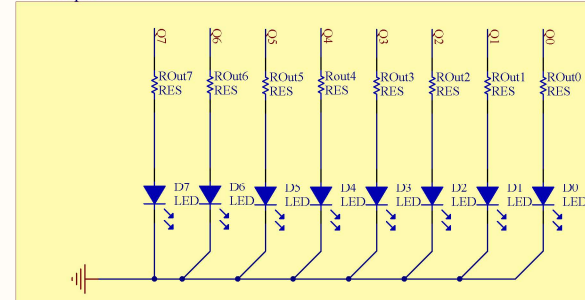 Q7 Q6 Q5 Q4 Q3 Q2 Q1 Q0
ROut7 ROut6 ROut5 Rout4 ROut3 ROut2 ROut1 ROut0
RES RES RES RES RES RES RES RES
D7 D6 D5 D4 D3 D2 D1 D0
LED LED LED LED LED LED LED LED